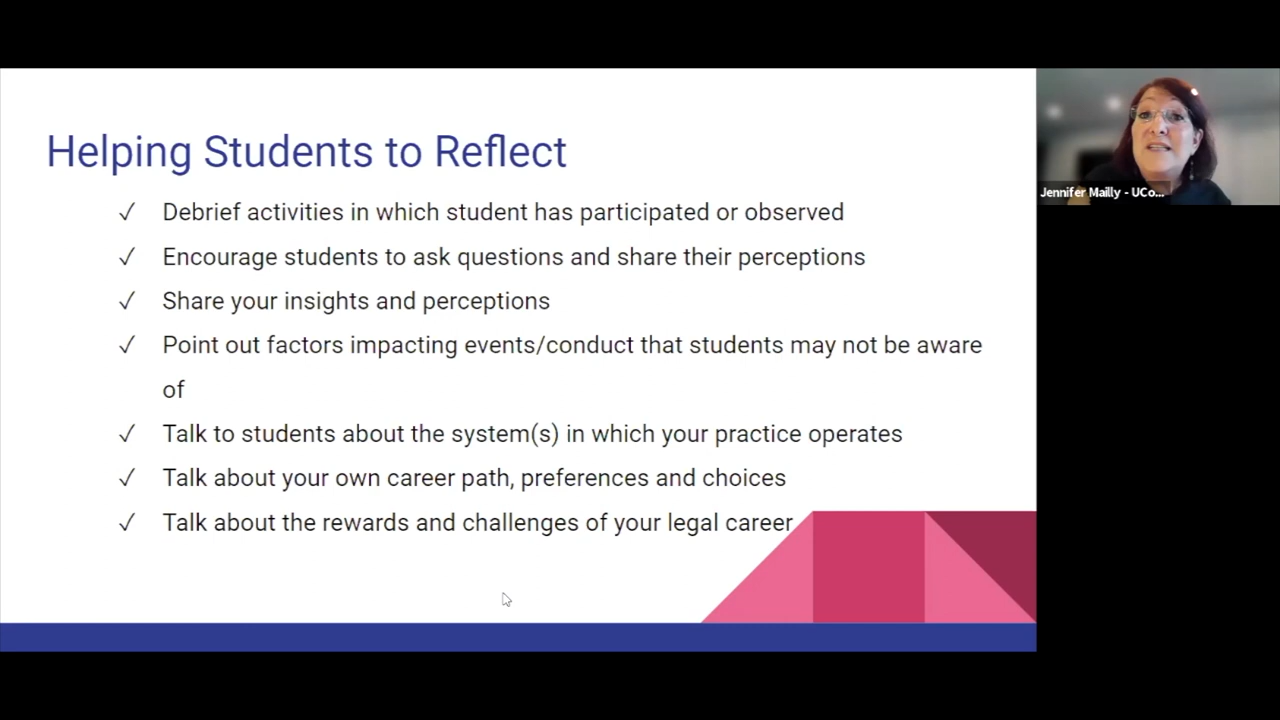 Helping Students to Reflect
✓ Debrief activities in which student has participated or observed
✓ Encourage students to ask questions and share their perceptions
✓ Share your insights and perceptions
✓ Point out factors impacting events/conduct that students may not be aware
of
✓ Talk to students about the system(s) in which your practice operates
✓ Talk about your own career path, preferences and choices
✓ Talk about the rewards and challenges of your legal career
Jennifer Mailly - UCo...